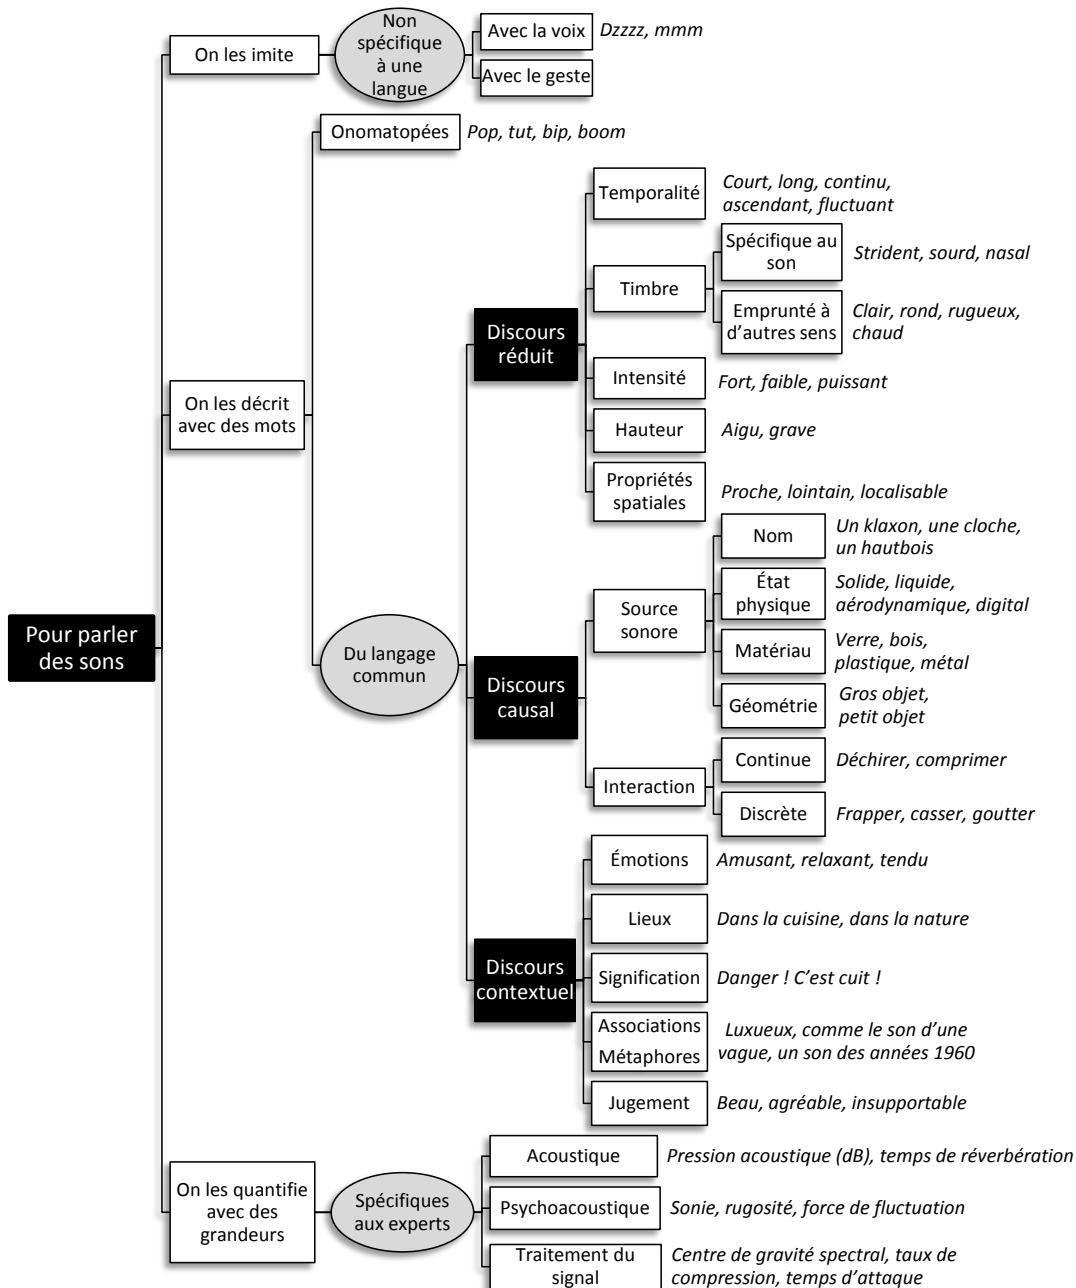 Pour parler
des sons
On les imite
Non
spécifique
à une
langue
Avec la voix
Dzzzz, mmm
Avec le geste
On les décrit
avec des mots
Onomatopées
Pop, tut, bip, boom
Du langage
commun
Discours
réduit
Temporalité
Court, long, continu,
ascendant, fluctuant
Timbre
Spécifique au
son
Strident, sourd, nasal
Emprunté à
d’autres sens
Clair, rond, rugueux,
chaud
Intensité
Fort, faible, puissant
Hauteur
Aigu, grave
Propriétés
spatiales
Proche, lointain, localisable
Discours
causal
Source
sonore
Nom
Un klaxon, une cloche,
un hautbois
État
physique
Solide, liquide,
aérodynamique, digital
Matériau
Verre, bois,
plastique, métal
Géométrie
Gros objet,
petit objet
Interaction
Continue
Déchirer, comprimer
Discrète
Frapper, casser, goutter
Discours
contextuel
Émotions
Amusant, relaxant, tendu
Lieux
Dans la cuisine, dans la nature
Signification
Danger ! C’est cuit !
Associations
Métaphores
Luxueux, comme le son d’une
vague, un son des années 1960
Jugement
Beau, agréable, insupportable
On les quantifie
avec des
grandeurs
Spécifiques
aux experts
Acoustique
Pression acoustique (dB), temps de réverbération
Psychoacoustique
Sonie, rugosité, force de fluctuation
Traitement du
signal
Centre de gravité spectral, taux de
compression, temps d’attaque